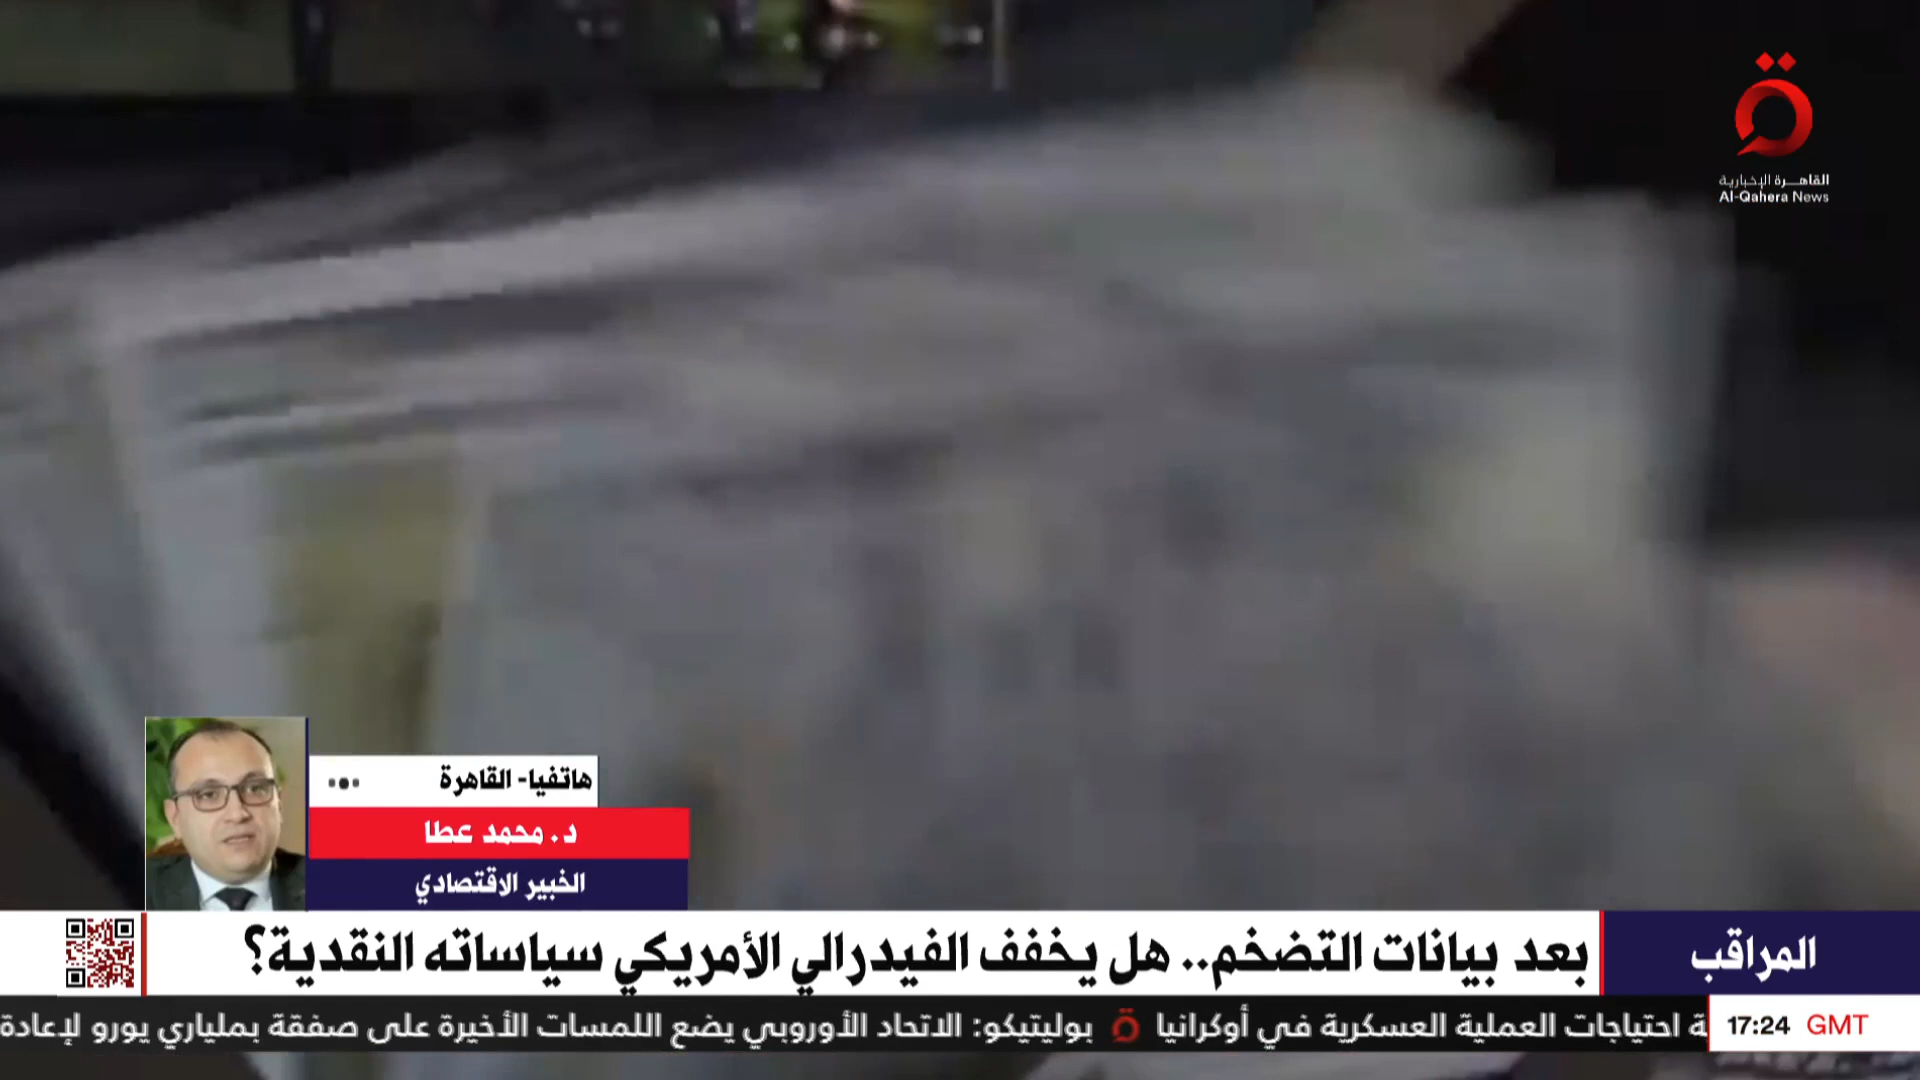 القاهرة الإخبارية
Al-Qahera News
هاتفيا- القاهرة
د. محمد عطا
الخبير الاقتصادي
المراقب
بعد بيانات التضخم.. هل يخفف الفيدرالي الأمريكي سياساته النقدية؟
17:24 GMT
ة احتياجات العملية العسكرية في أوكرانيا
بوليتيكو: الاتحاد الأوروبي يضع اللمسات الأخيرة على صفقة بملياري يورو لإعادة